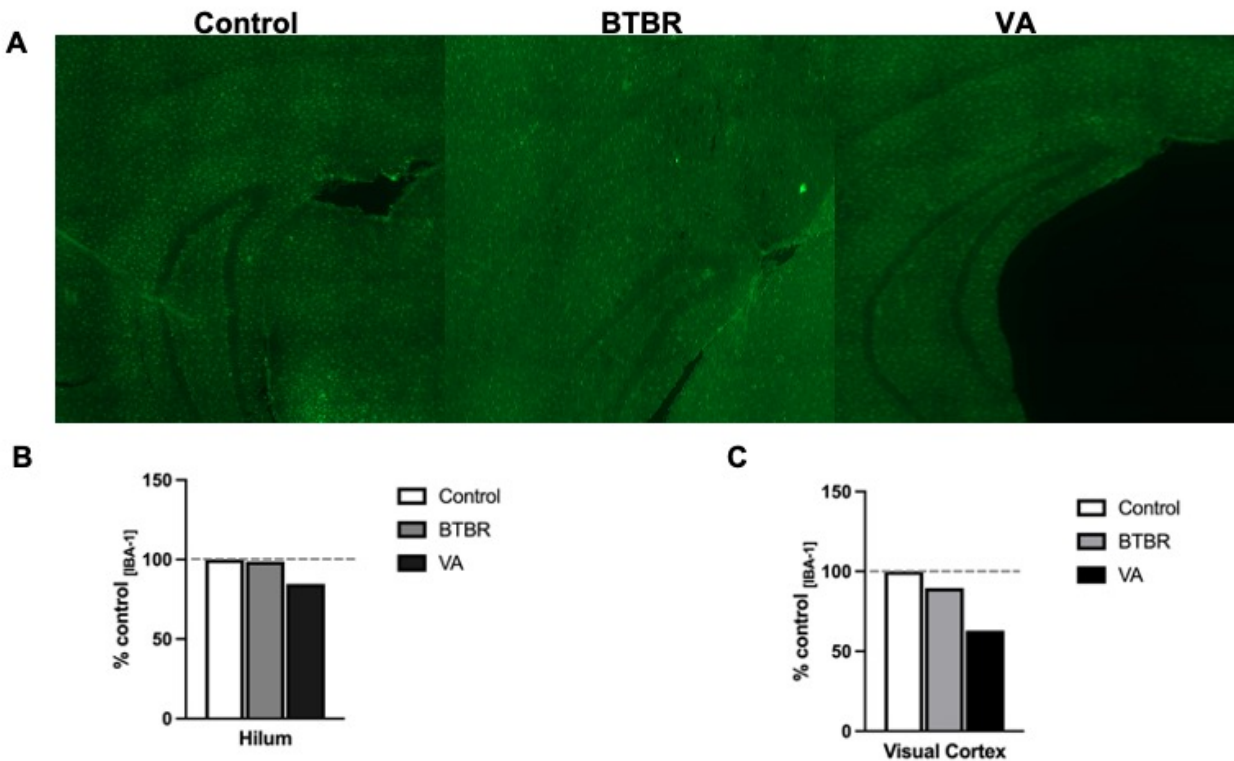 A
Control
BTBR
VA
B
150
100
50
0
% control [IBA-1]
Hilum
Control
BTBR
VA
C
150
100
50
0
% control [IBA-1]
Visual Cortex
Control
BTBR
VA